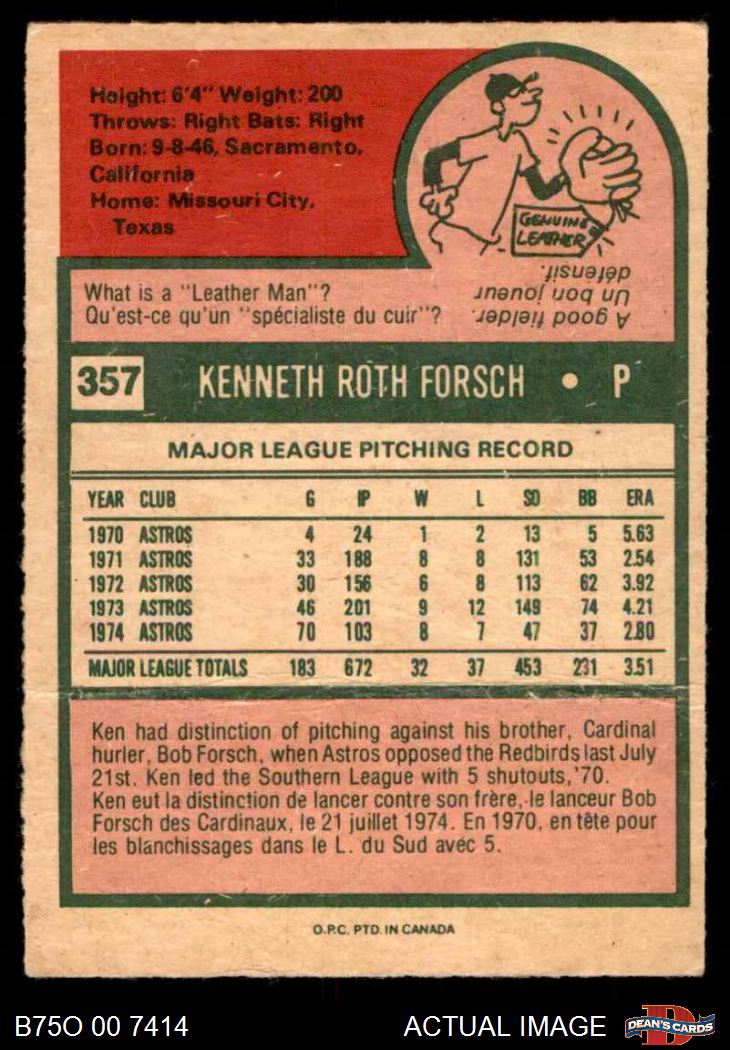 Height: 6'4" Weight: 200
Throws: Right Bats: Right
Born: 9-8-46, Sacramento,
California
Home: Missouri City,
Texas
GENUINE
LEATHER
What is a "Leather Man"?
Qu'est-ce qu'un "spécialiste du cuir"?
A good fielder.
Un bon joueur
défensif.
357 KENNETH ROTH FORSCH • P
MAJOR LEAGUE PITCHING RECORD
YEAR CLUB G IP W L SO BB ERA
1970 ASTROS 4 24 1 2 13 5 5.63
1971 ASTROS 33 188 8 8 131 53 2.54
1972 ASTROS 30 156 6 8 113 62 3.92
1973 ASTROS 46 201 9 12 149 74 4.21
1974 ASTROS 70 103 8 7 47 37 2.80
MAJOR LEAGUE TOTALS 183 672 32 37 453 231 3.51
Ken had distinction of pitching against his brother, Cardinal
hurler, Bob Forsch, when Astros opposed the Redbirds last July
21st. Ken led the Southern League with 5 shutouts, '70.
Ken eut la distinction de lancer contre son frère, le lanceur Bob
Forsch des Cardinaux, le 21 juillet 1974. En 1970, en tête pour
les blanchissages dans le L. du Sud avec 5.
O.P.C. PTD. IN CANADA
B75O 00 7414 ACTUAL IMAGE
D
DEAN'S CARDS